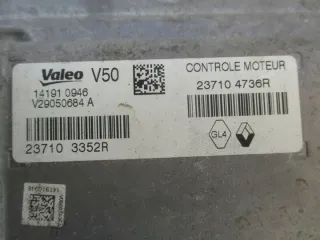 Valeo V50
14191 0946
V29050684 A
23710 3352R
CONTROLE MOTEUR
23710 4736R
GL4